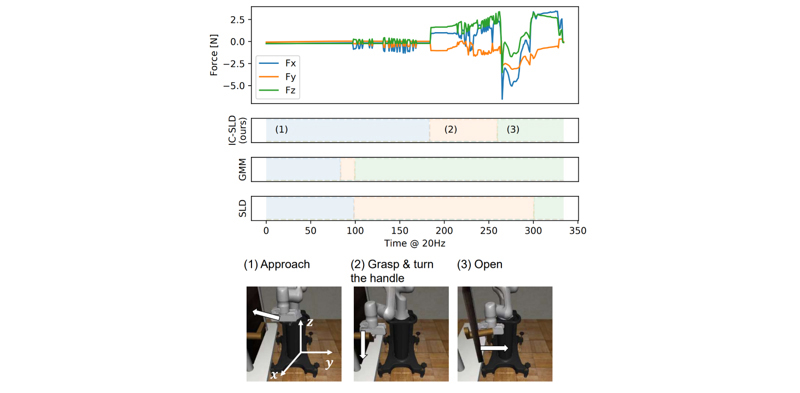 2.5
0.0
−2.5
−5.0
Force [N]
Fx
Fy
Fz
IC-SLD
(ours)
(1)
(2)
(3)
GMM
SLD
0 50 100 150 200 250 300 350
Time @ 20Hz
(1) Approach
(2) Grasp & turn
the handle
(3) Open
z
y
x